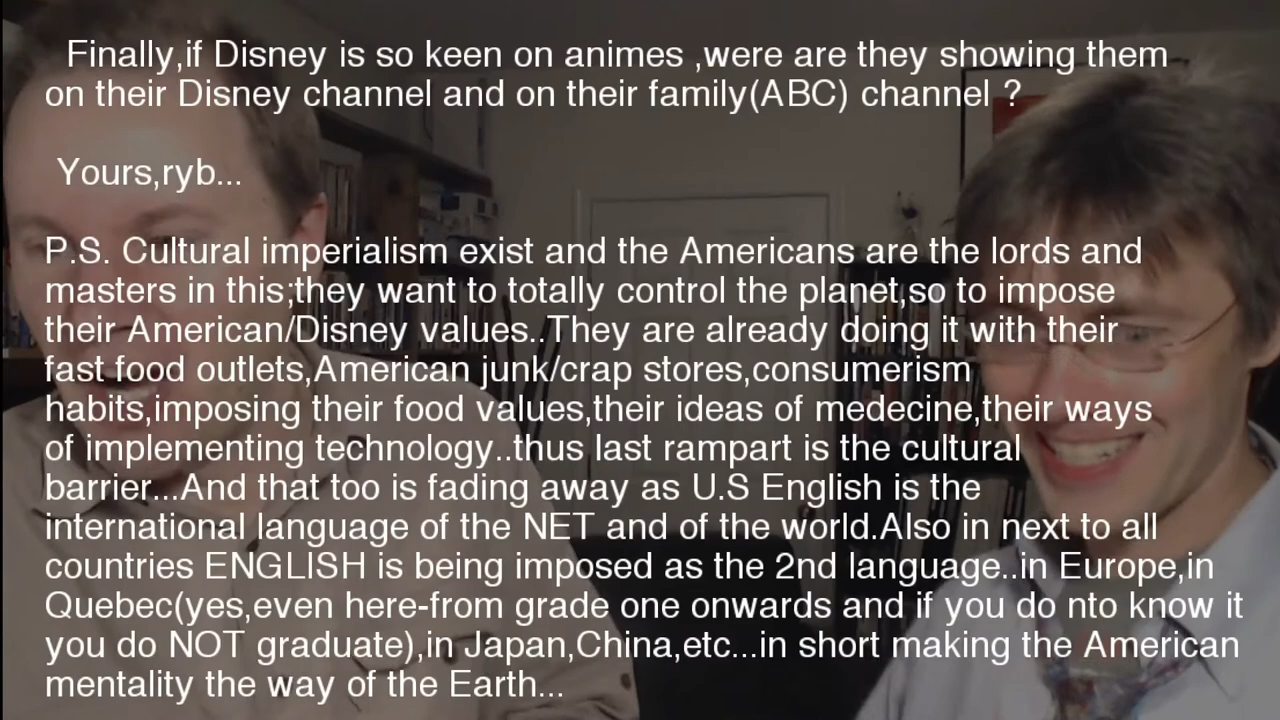 Finally,if Disney is so keen on animes ,were are they showing them
on their Disney channel and on their family(ABC) channel ?
Yours,ryb...
P.S. Cultural imperialism exist and the Americans are the lords and
masters in this;they want to totally control the planet,so to impose
their American/Disney values..They are already doing it with their
fast food outlets,American junk/crap stores,consumerism
habits,imposing their food values,their ideas of medecine,their ways
of implementing technology..thus last rampart is the cultural
barrier...And that too is fading away as U.S English is the
international language of the NET and of the world.Also in next to all
countries ENGLISH is being imposed as the 2nd language..in Europe,in
Quebec(yes,even here-from grade one onwards and if you do nto know it
you do NOT graduate),in Japan,China,etc...in short making the American
mentality the way of the Earth...